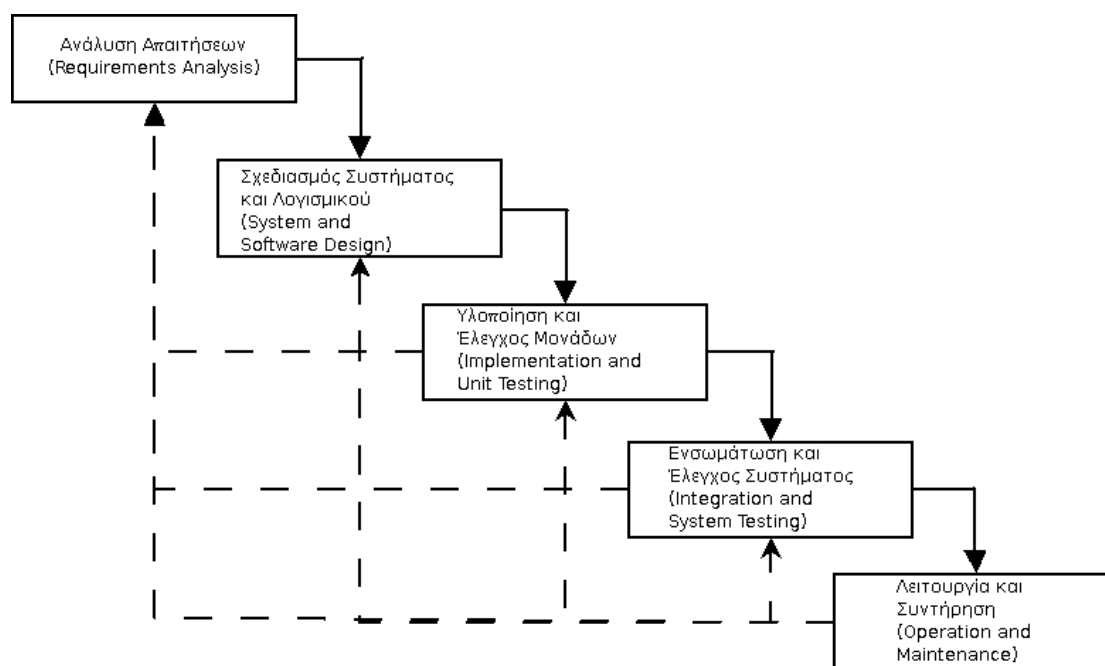 Ανάλυση Απαιτήσεων
(Requirements Analysis)
Σχεδιασμός Συστήματος
και Λογισμικού
(System and
Software Design)
Υλοποίηση και
Έλεγχος Μονάδων
(Implementation and
Unit Testing)
Ενσωμάτωση και
Έλεγχος Συστήματος
(Integration and
System Testing)
Λειτουργία και
Συντήρηση
(Operation and
Maintenance)